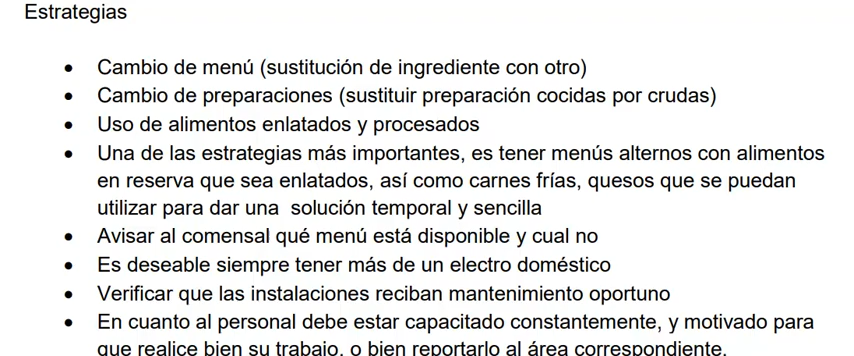 Estrategias
• Cambio de menú (sustitución de ingrediente con otro)
• Cambio de preparaciones (sustituir preparación cocidas por crudas)
• Uso de alimentos enlatados y procesados
• Una de las estrategias más importantes, es tener menús alternos con alimentos
en reserva que sea enlatados, así como carnes frías, quesos que se puedan
utilizar para dar una  solución temporal y sencilla
• Avisar al comensal qué menú está disponible y cual no
• Es deseable siempre tener más de un electro doméstico
• Verificar que las instalaciones reciban mantenimiento oportuno
• En cuanto al personal debe estar capacitado constantemente, y motivado para
que realice bien su trabajo, o bien reportarlo al área correspondiente.